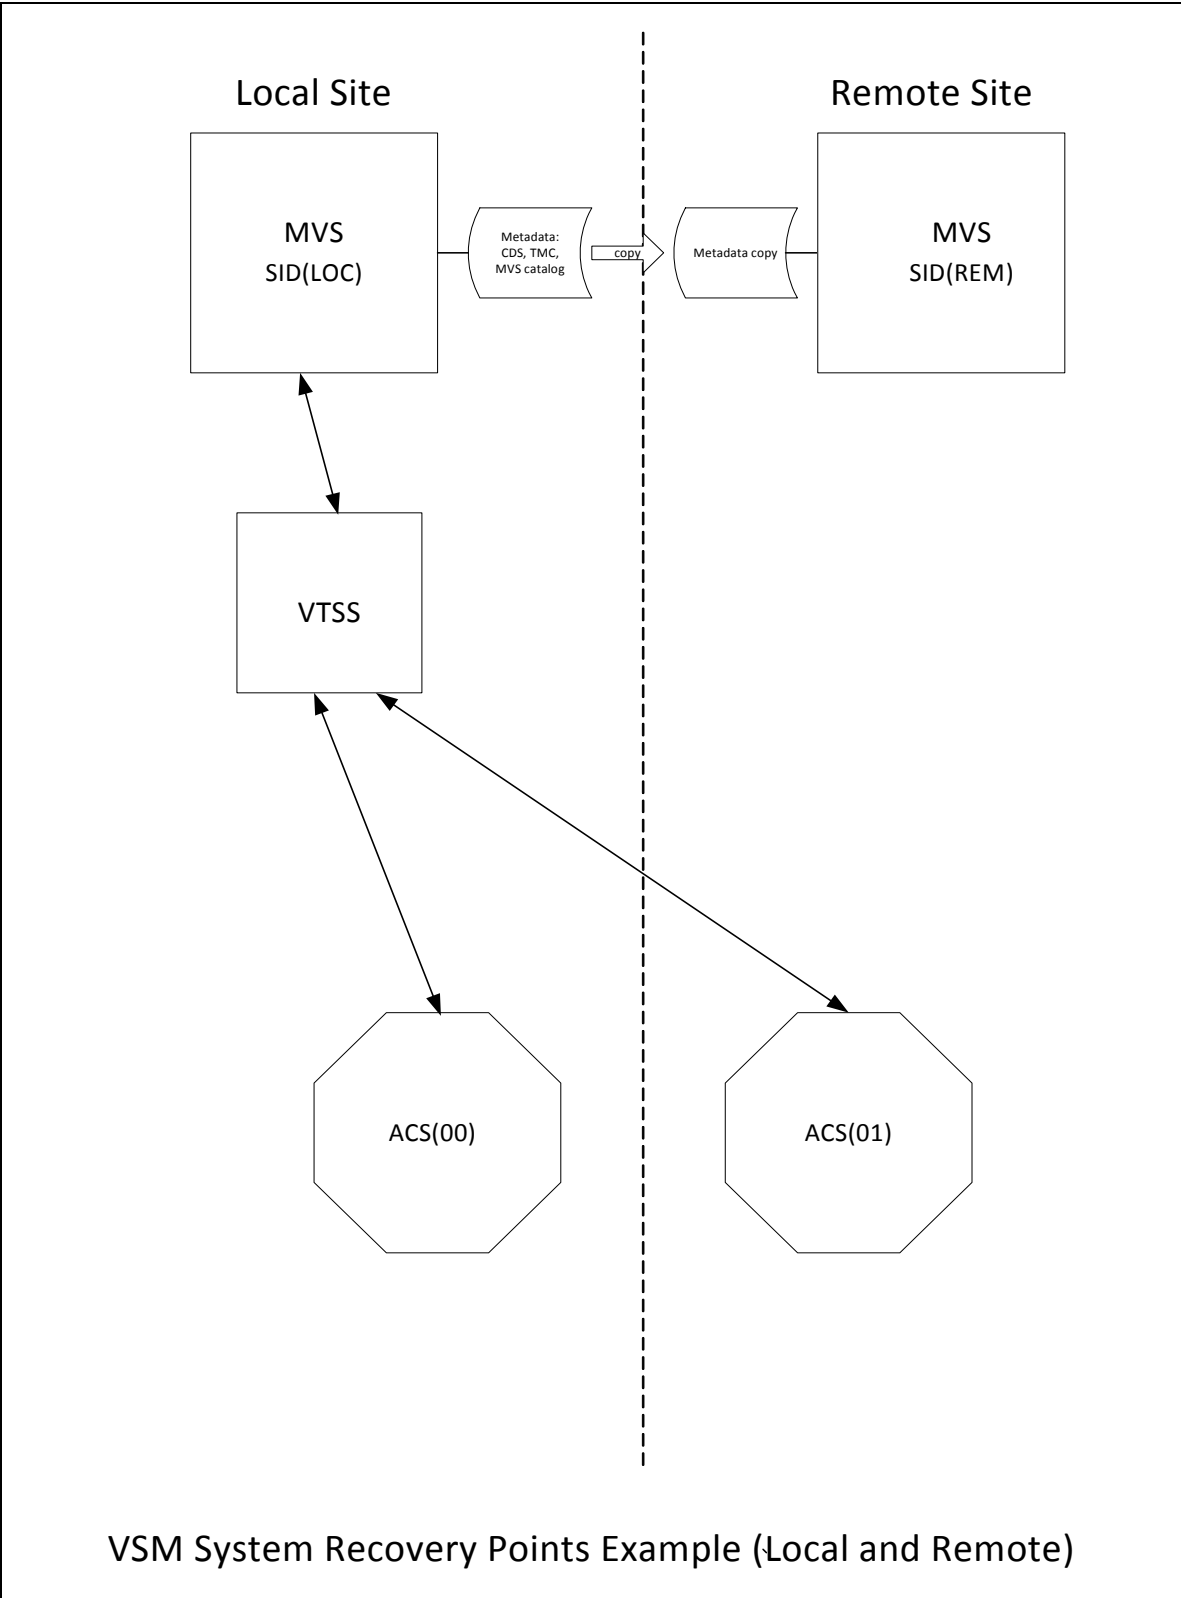 Local Site
Remote Site
MVS
SID(LOC)
Metadata:
CDS, TMC,
MVS catalog
copy
Metadata copy
MVS
SID(REM)
VTSS
ACS(00)
ACS(01)
VSM System Recovery Points Example (`Local and Remote)